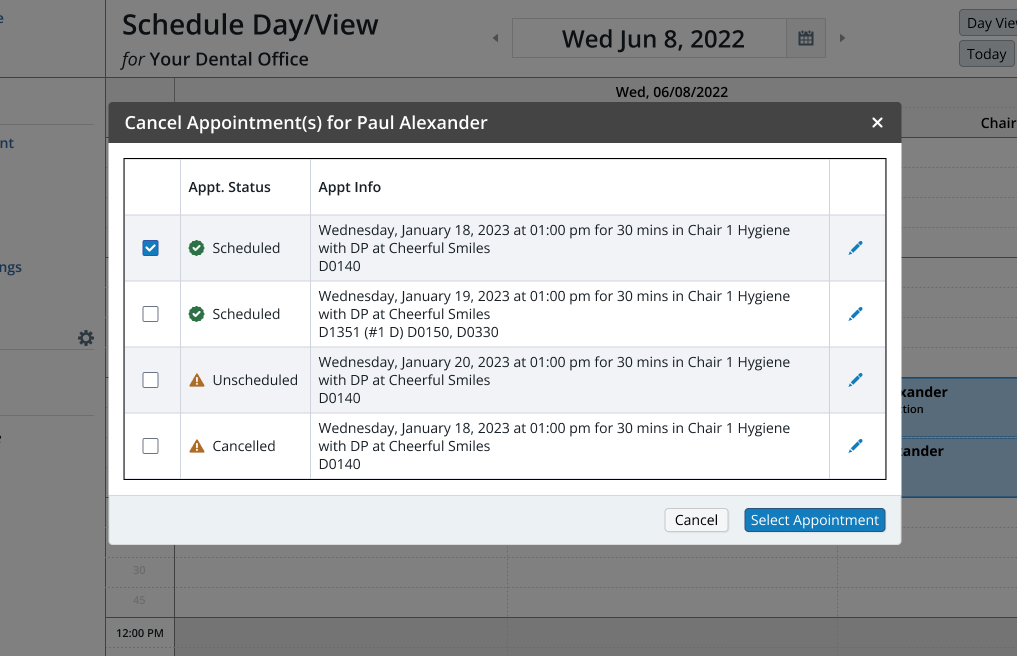 e
Schedule Day/View
for Your Dental Office
Wed Jun 8, 2022
Day Vie
Today
Wed, 06/08/2022
Chair
nt
ngs
Cancel Appointment(s) for Paul Alexander
Appt. Status
Appt Info
Scheduled
Wednesday, January 18, 2023 at 01:00 pm for 30 mins in Chair 1 Hygiene
with DP at Cheerful Smiles
D0140
Scheduled
Wednesday, January 19, 2023 at 01:00 pm for 30 mins in Chair 1 Hygiene
with DP at Cheerful Smiles
D1351 (#1 D) D0150, D0330
Unscheduled
Wednesday, January 20, 2023 at 01:00 pm for 30 mins in Chair 1 Hygiene
with DP at Cheerful Smiles
D0140
Cancelled
Wednesday, January 18, 2023 at 01:00 pm for 30 mins in Chair 1 Hygiene
with DP at Cheerful Smiles
D0140
Cancel
Select Appointment
xander
ction
xander
30
45
12:00 PM